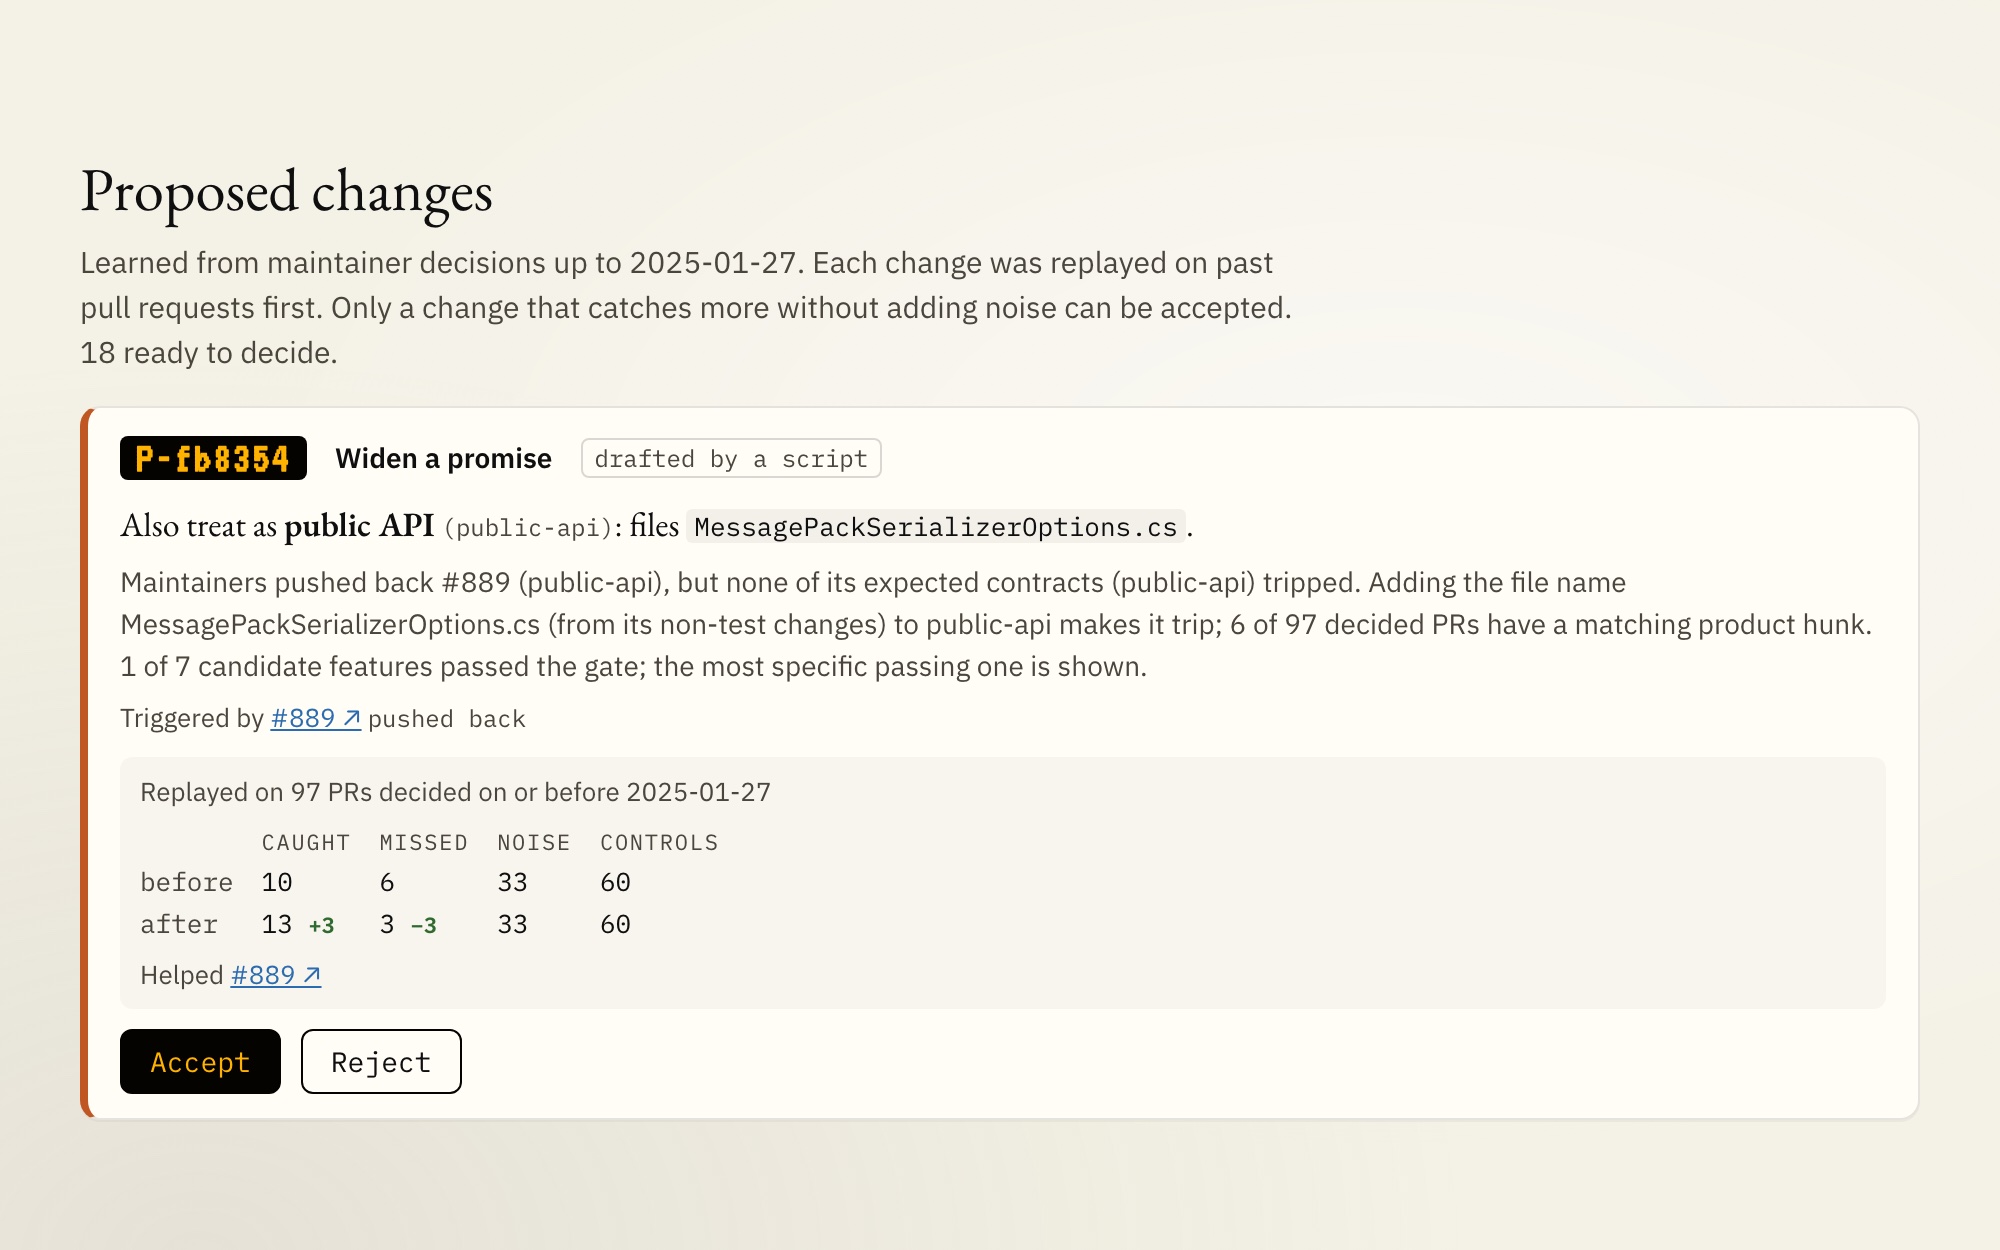 Proposed changes
Learned from maintainer decisions up to 2025-01-27. Each change was replayed on past
pull requests first. Only a change that catches more without adding noise can be accepted.
18 ready to decide.
P-fb8354 Widen a promise drafted by a script
Also treat as public API (public-api): files MessagePackSerializerOptions.cs.
Maintainers pushed back #889 (public-api), but none of its expected contracts (public-api) tripped. Adding the file name
MessagePackSerializerOptions.cs (from its non-test changes) to public-api makes it trip; 6 of 97 decided PRs have a matching product hunk.
1 of 7 candidate features passed the gate; the most specific passing one is shown.
Triggered by #889 ↗ pushed back
Replayed on 97 PRs decided on or before 2025-01-27
CAUGHT MISSED NOISE CONTROLS
before 10 6 33 60
after 13 +3 3 −3 33 60
Helped #889 ↗
Accept Reject